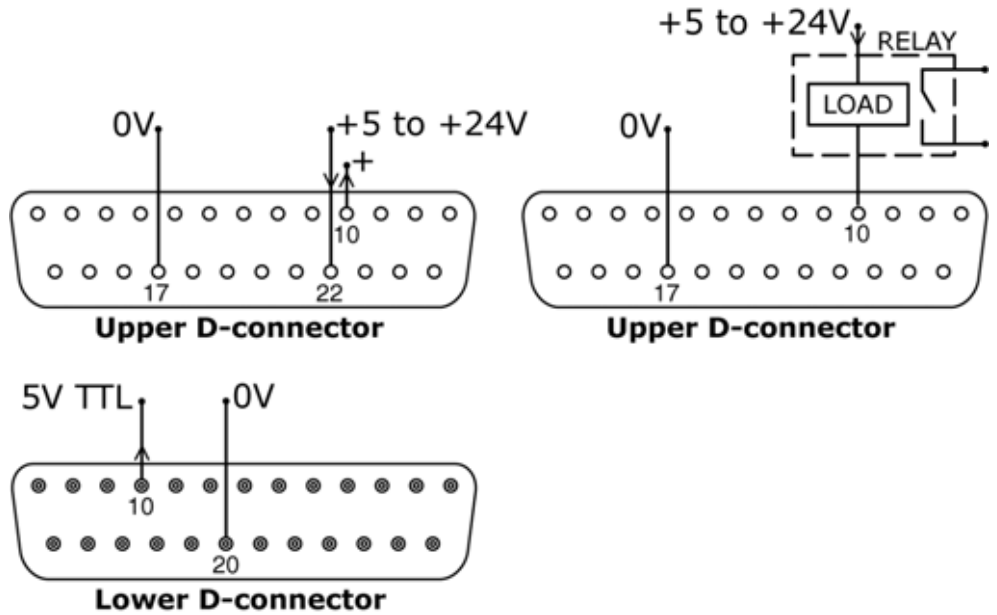 +5 to +24V
RELAY
LOAD
0V
+5 to +24V
+
10
17
22
Upper D-connector
0V
10
17
Upper D-connector
5V TTL
0V
10
20
Lower D-connector